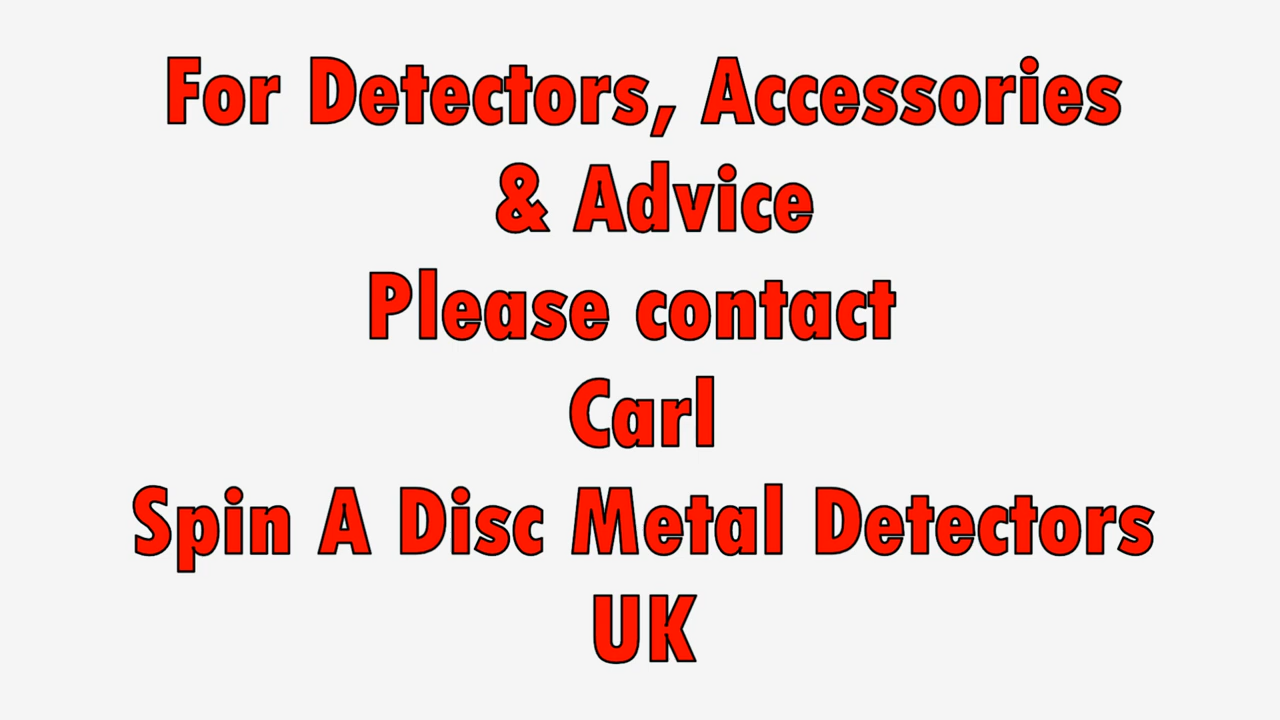 For Detectors, Accessories
& Advice
Please contact
Carl
Spin A Disc Metal Detectors
UK